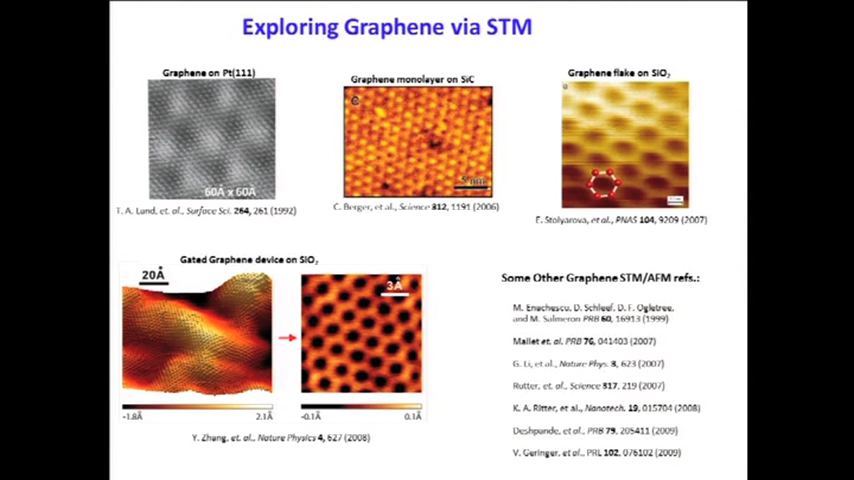 Exploring Graphene via STM
Graphene on Pt(111)
60Å x 60Å
T. A. Land, et. al., Surface Sci. 264, 261 (1992)
Graphene monolayer on SiC
5 nm
C. Berger, et al., Science 312, 1191 (2006)
Graphene flake on SiO2
E. Stolyarova, et al., PNAS 104, 9209 (2007)
Gated Graphene device on SiO2
20Å
3Å
-1.8Å
2.1Å
-0.1Å
0.1Å
Y. Zhang, et. al., Nature Physics 4, 627 (2008)
Some Other Graphene STM/AFM refs.:
M. Enachescu, D. Schleef, D. F. Ogletree,
and M. Salmeron PRB 60, 16913 (1999)
Mallet et. al. PRB 76, 041403 (2007)
G. Li, et al., Nature Phys. 3, 623 (2007)
Rutter, et. al., Science 317, 219 (2007)
K. A. Ritter, et al., Nanotech. 19, 015704 (2008)
Deshpande, et al., PRB 79, 205411 (2009)
V. Geringer, et al., PRL 102, 076102 (2009)